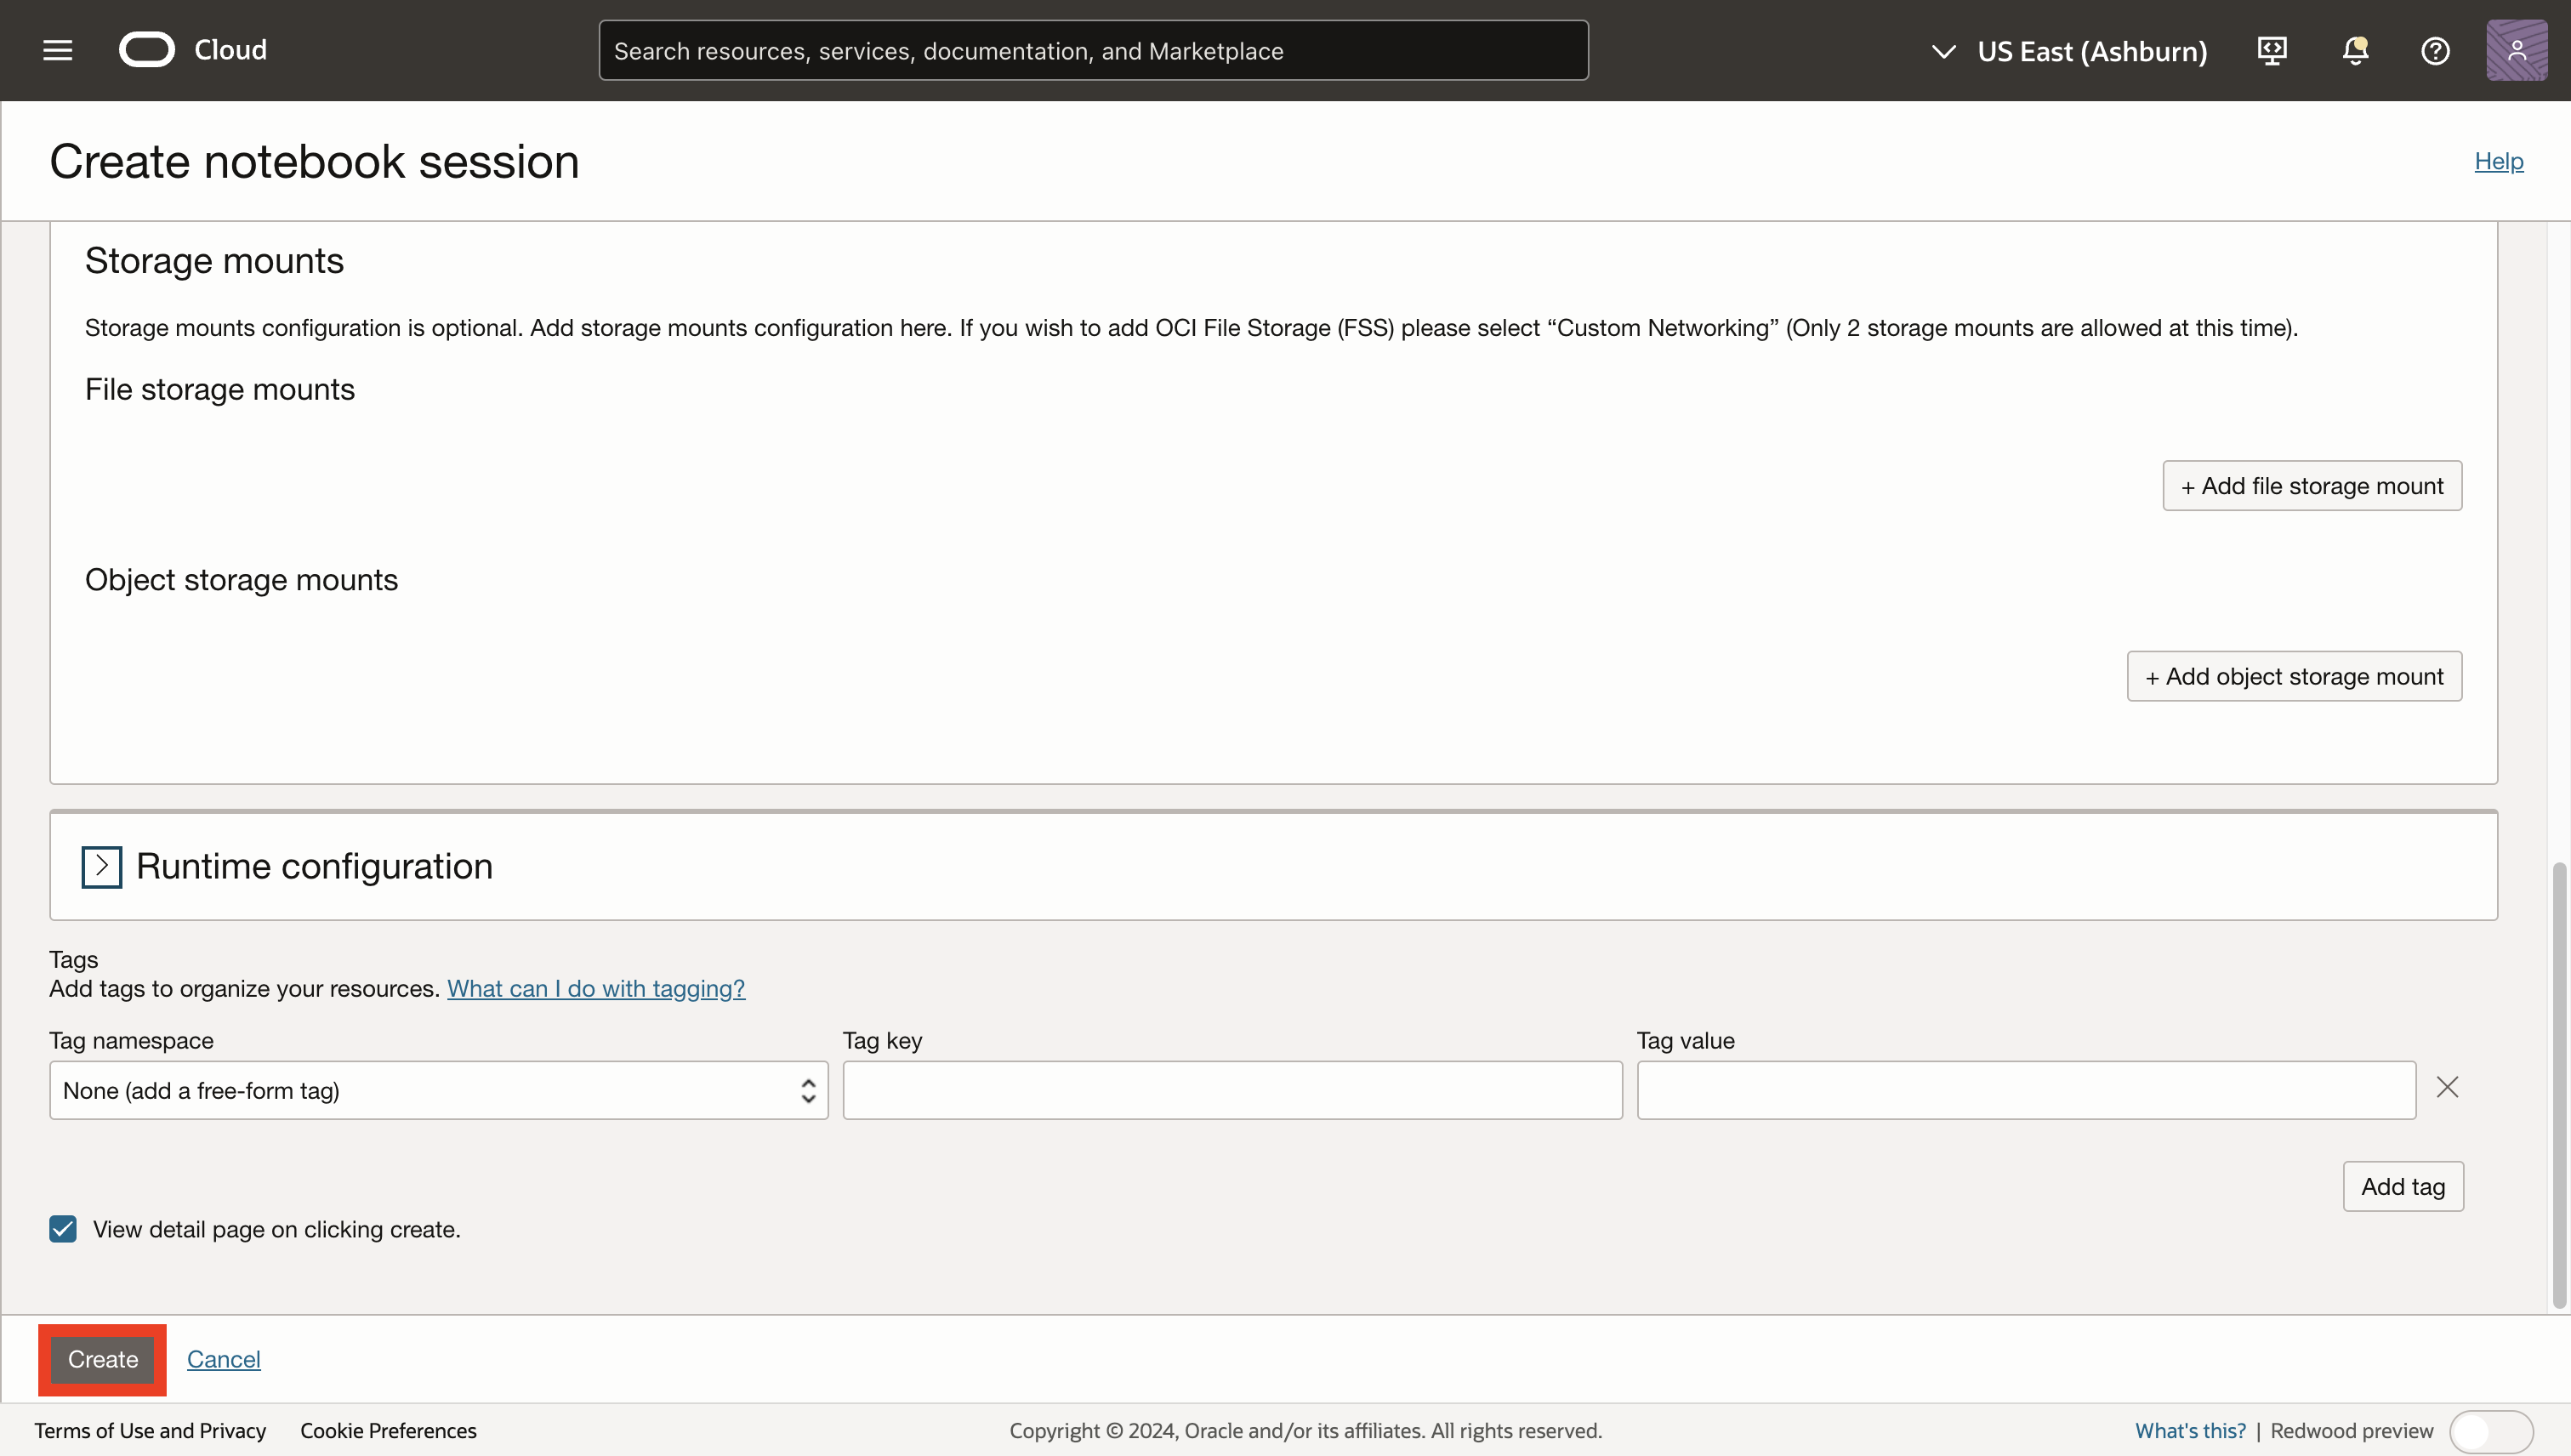 Cloud
Search resources, services, documentation, and Marketplace
US East (Ashburn)
Create notebook session
Help
Storage mounts
Storage mounts configuration is optional. Add storage mounts configuration here. If you wish to add OCI File Storage (FSS) please select “Custom Networking” (Only 2 storage mounts are allowed at this time).
File storage mounts
+ Add file storage mount
Object storage mounts
+ Add object storage mount
Runtime configuration
Tags
Add tags to organize your resources. What can I do with tagging?
Tag namespace
Tag key
Tag value
None (add a free-form tag)
Add tag
View detail page on clicking create.
Create
Cancel
Terms of Use and Privacy
Cookie Preferences
Copyright © 2024, Oracle and/or its affiliates. All rights reserved.
What's this? | Redwood preview